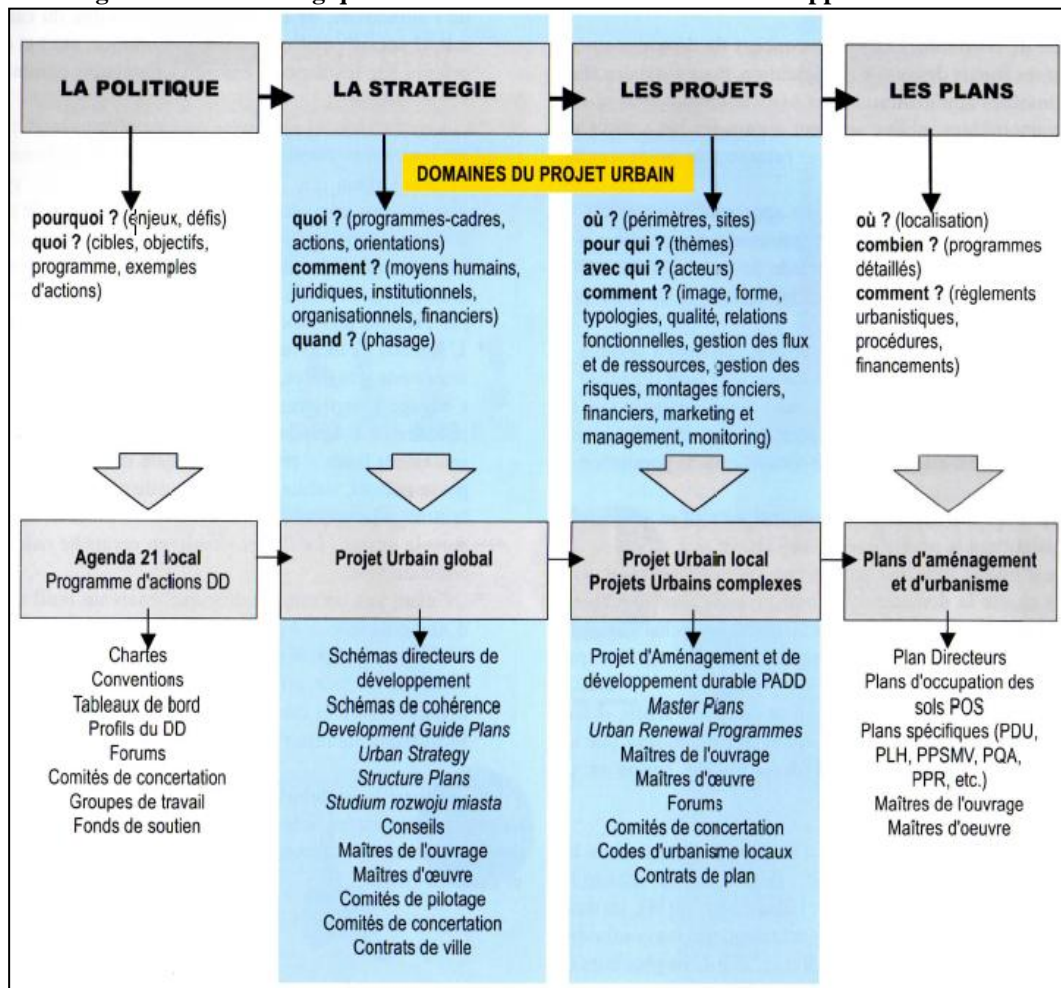 LA POLITIQUE
LA STRATEGIE
LES PROJETS
LES PLANS
DOMAINES DU PROJET URBAIN
pourquoi ? (enjeux, défis)
quoi ? (cibles, objectifs,
programme, exemples
d'actions)
quoi ? (programmes-cadres,
actions, orientations)
comment ? (moyens humains,
juridiques, institutionnels,
organisationnels, financiers)
quand ? (phasage)
où ? (périmètres, sites)
pour qui ? (thèmes)
avec qui ? (acteurs)
comment ? (image, forme,
typologies, qualité, relations
fonctionnelles, gestion des flux
et de ressources, gestion des
risques, montages fonciers,
financiers, marketing et
management, monitoring)
où ? (localisation)
combien ? (programmes
détaillés)
comment ? (règlements
urbanistiques,
procédures,
financements)
Agenda 21 local
Programme d'actions DD
Projet Urbain global
Projet Urbain local
Projets Urbains complexes
Plans d'aménagement
et d'urbanisme
Chartes
Conventions
Tableaux de bord
Profils du DD
Forums
Comités de concertation
Groupes de travail
Fonds de soutien
Schémas directeurs de
développement
Schémas de cohérence
Development Guide Plans
Urban Strategy
Structure Plans
Studium rozwoju miasta
Conseils
Maîtres de l'ouvrage
Maîtres d'œuvre
Comités de pilotage
Comités de concertation
Contrats de ville
Projet d'Aménagement et de
développement durable PADD
Master Plans
Urban Renewal Programmes
Maîtres de l'ouvrage
Maîtres d'œuvre
Forums
Comités de concertation
Codes d'urbanisme locaux
Contrats de plan
Plan Directeurs
Plans d'occupation des
sols POS
Plans spécifiques (PDU,
PLH, PPSMV, PQA,
PPR, etc.)
Maîtres de l'ouvrage
Maîtres d'oeuvre